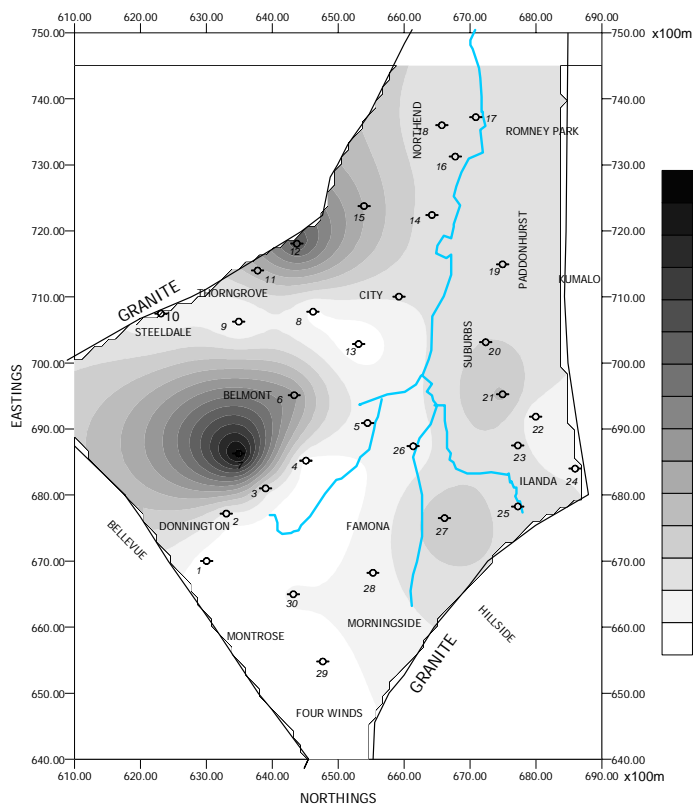 610.00 620.00 630.00 640.00 650.00 660.00 670.00 680.00 690.00
750.00 750.00 x100m
740.00 740.00
NORTHEND
18 17 ROMNEY PARK
16
730.00 730.00
15 14
720.00 720.00
12
PADDONHURST
19
11 KUMALO
GRANITE
THORNGROVE CITY
710.00 710.00
10 8
9
STEELDALE
SUBURBS
13 20
700.00 700.00
EASTINGS
BELMONT 6 21
22
690.00 690.00
5 26 23
7 4 24
3 ILANDA
680.00 680.00
DONNINGTON 2 FAMONA 25
27
BELLEVUE
670.00 670.00
1 28
30
660.00 660.00
MONTROSE MORNINGSIDE HILLSIDE
GRANITE
29
650.00 650.00
FOUR WINDS
640.00 640.00
610.00 620.00 630.00 640.00 650.00 660.00 670.00 680.00 690.00 x100m
NORTHINGS